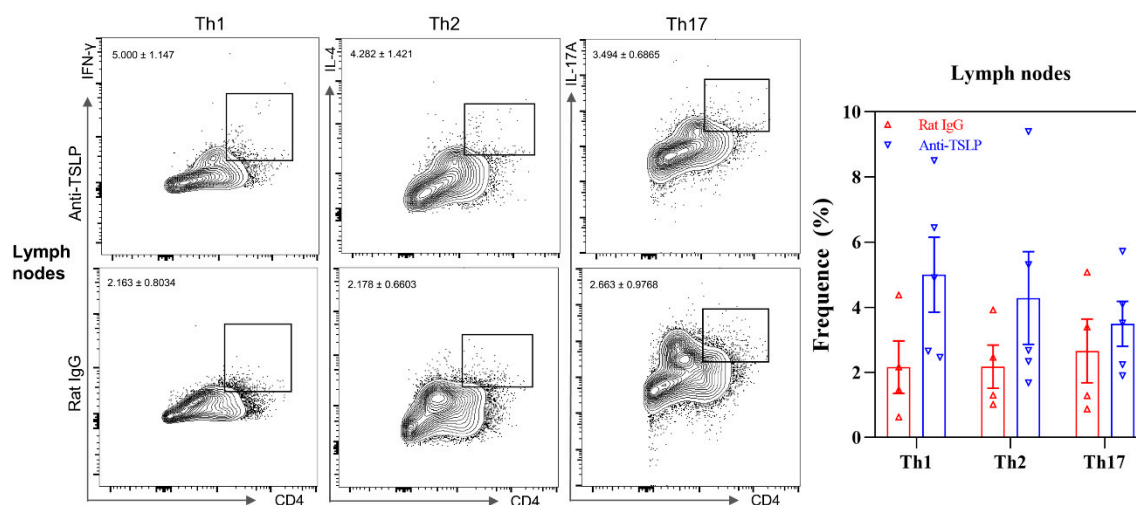 Th1
Th2
Th17
IFN-γ
5.000 ± 1.147
IL-4
4.282 ± 1.421
IL-17A
3.494 ± 0.6865
Anti-TSLP
Lymph
nodes
2.163 ± 0.8034
2.178 ± 0.6603
2.663 ± 0.9768
Rat IgG
CD4
CD4
CD4
Lymph nodes
Rat IgG
Anti-TSLP
Frequence (%)
10
8
6
4
2
0
Th1
Th2
Th17